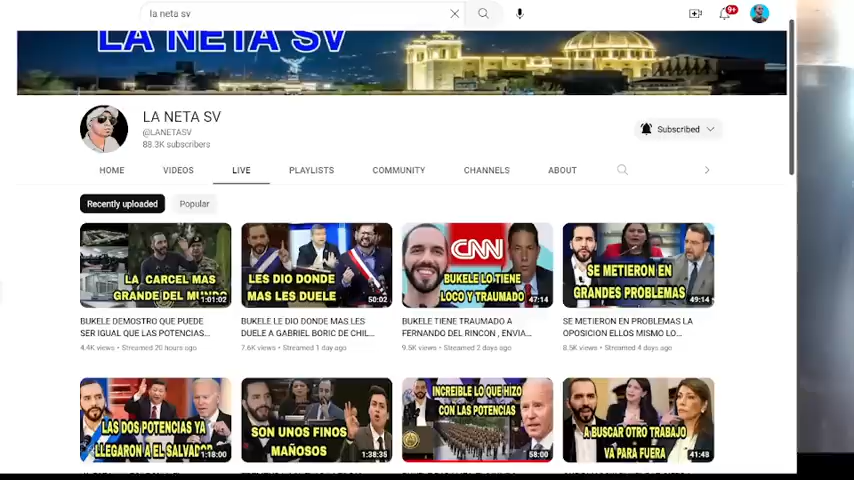 la neta sv
9+
LA NETA SV
LA NETA SV
@LANETASV
88.3K subscribers
Subscribed
HOME
VIDEOS
LIVE
PLAYLISTS
COMMUNITY
CHANNELS
ABOUT
Recently uploaded
Popular
LA CARCEL MAS
GRANDE DEL MUNDO
1:01:02
LES DIO DONDE
MAS LES DUELE
50:02
CNN
BUKELE LO TIENE
LOCO Y TRAUMADO
47:14
SE METIERON EN
GRANDES PROBLEMAS
49:14
BUKELE DEMOSTRO QUE PUEDE
SER IGUAL QUE LAS POTENCIAS...
4.4K views • Streamed 20 hours ago
BUKELE LE DIO DONDE MAS LES
DUELE A GABRIEL BORIC DE CHIL...
7.6K views • Streamed 1 day ago
BUKELE TIENE TRAUMADO A
FERNANDO DEL RINCON , ENVIA...
9.5K views • Streamed 2 days ago
SE METIERON EN PROBLEMAS LA
OPOSICION ELLOS MISMO LO...
8.5K views • Streamed 4 days ago
LAS DOS POTENCIAS YA
LLEGARON A EL SALVADOR
1:18:00
SON UNOS FINOS
MAÑOSOS
1:38:35
INCREIBLE LO QUE HIZO
CON LAS POTENCIAS
58:00
A BUSCAR OTRO TRABAJO
VA PARA FUERA
41:48